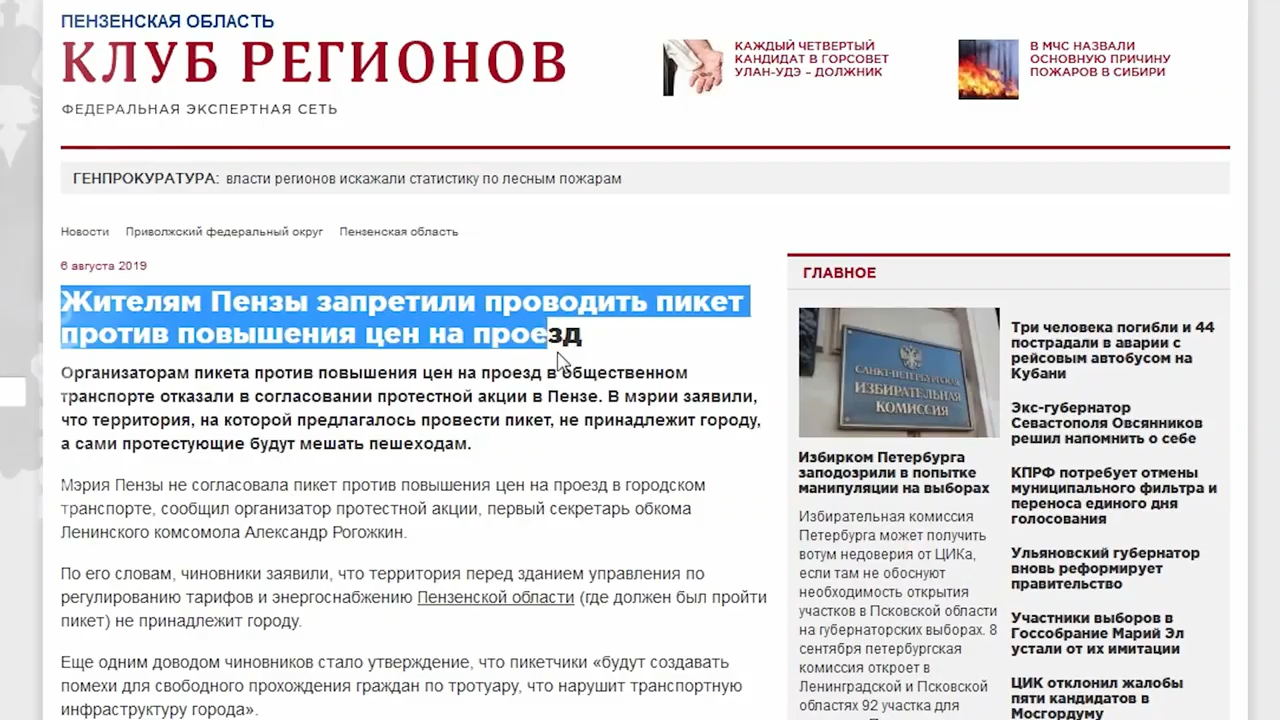 ПЕНЗЕНСКАЯ ОБЛАСТЬ
КЛУБ РЕГИОНОВ
ФЕДЕРАЛЬНАЯ ЭКСПЕРТНАЯ СЕТЬ
КАЖДЫЙ ЧЕТВЕРТЫЙ
КАНДИДАТ В ГОРСОВЕТ
УЛАН-УДЭ – ДОЛЖНИК
В МЧС НАЗВАЛИ
ОСНОВНУЮ ПРИЧИНУ
ПОЖАРОВ В СИБИРИ
ГЕНПРОКУРАТУРА: власти регионов искажали статистику по лесным пожарам
Новости Приволжский федеральный округ Пензенская область
6 августа 2019
Жителям Пензы запретили проводить пикет
против повышения цен на проезд
Организаторам пикета против повышения цен на проезд в общественном
транспорте отказали в согласовании протестной акции в Пензе. В мэрии заявили,
что территория, на которой предлагалось провести пикет, не принадлежит городу,
а сами протестующие будут мешать пешеходам.
Мэрия Пензы не согласовала пикет против повышения цен на проезд в городском
транспорте, сообщил организатор протестной акции, первый секретарь обкома
Ленинского комсомола Александр Рогожкин.
По его словам, чиновники заявили, что территория перед зданием управления по
регулированию тарифов и энергоснабжению Пензенской области (где должен был пройти
пикет) не принадлежит городу.
Еще одним доводом чиновников стало утверждение, что пикетчики «будут создавать
помехи для свободного прохождения граждан по тротуару, что нарушит транспортную
инфраструктуру города».
ГЛАВНОЕ
САНКТ-ПЕТЕРБУРГСКАЯ
ИЗБИРАТЕЛЬНАЯ
КОМИССИЯ
Избирком Петербурга
заподозрили в попытке
манипуляции на выборах
Избирательная комиссия
Петербурга может получить
вотум недоверия от ЦИКа,
если там не обоснуют
необходимость открытия
участков в Псковской области
на губернаторских выборах. 8
сентября петербургская
комиссия откроет в
Ленинградской и Псковской
областях 92 участка для
Три человека погибли и 44
пострадали в аварии с
рейсовым автобусом на
Кубани
Экс-губернатор
Севастополя Овсянников
решил напомнить о себе
КПРФ потребует отмены
муниципального фильтра и
переноса единого дня
голосования
Ульяновский губернатор
вновь реформирует
правительство
Участники выборов в
Госсобрание Марий Эл
устали от их имитации
ЦИК отклонил жалобы
пяти кандидатов в
Мосгордуму